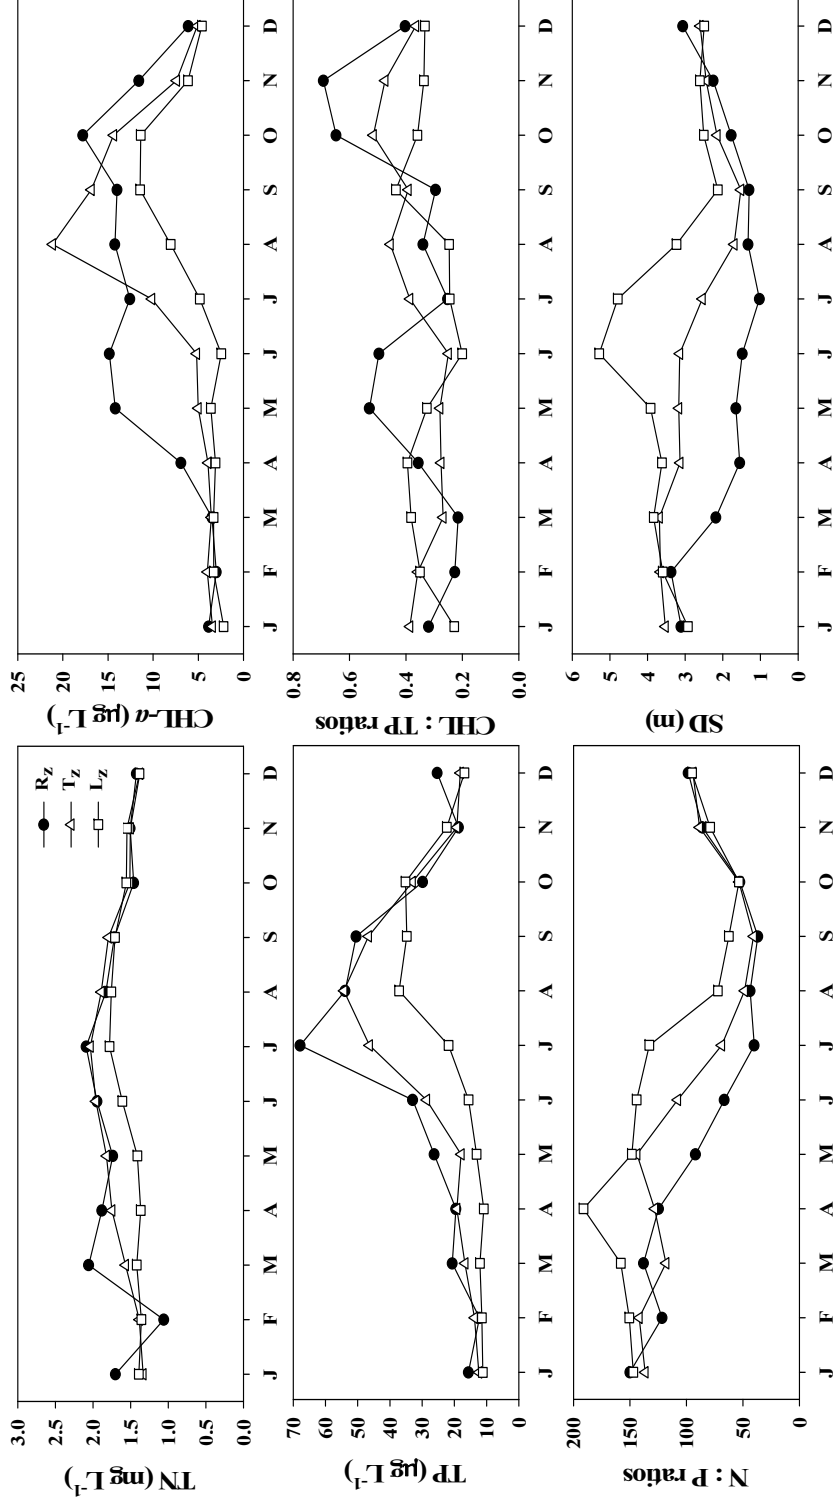 TN (mg L⁻¹)
3.0
2.5
2.0
1.5
1.0
0.5
0.0
R_Z
T_Z
L_Z
J F M A M J J A S O N D
CHL-a (μg L⁻¹)
25
20
15
10
5
0
J F M A M J J A S O N D
TP (μg L⁻¹)
70
60
50
40
30
20
10
0
J F M A M J J A S O N D
CHL : TP ratios
0.8
0.6
0.4
0.2
0.0
J F M A M J J A S O N D
N : P ratios
200
150
100
50
0
J F M A M J J A S O N D
SD (m)
6
5
4
3
2
1
0
J F M A M J J A S O N D